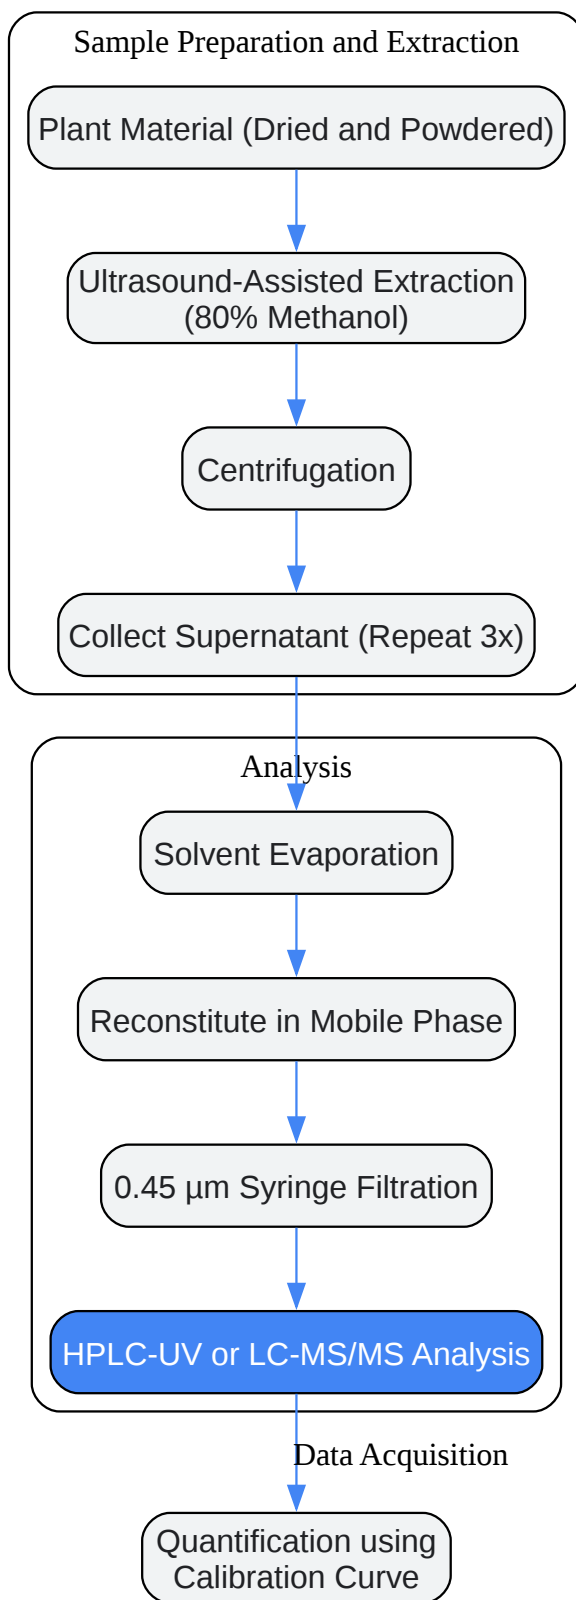 Sample Preparation and Extraction
Plant Material (Dried and Powdered)
Ultrasound-Assisted Extraction
(80% Methanol)
Centrifugation
Collect Supernatant (Repeat 3x)
Analysis
Solvent Evaporation
Reconstitute in Mobile Phase
0.45 µm Syringe Filtration
HPLC-UV or LC-MS/MS Analysis
Data Acquisition
Quantification using
Calibration Curve